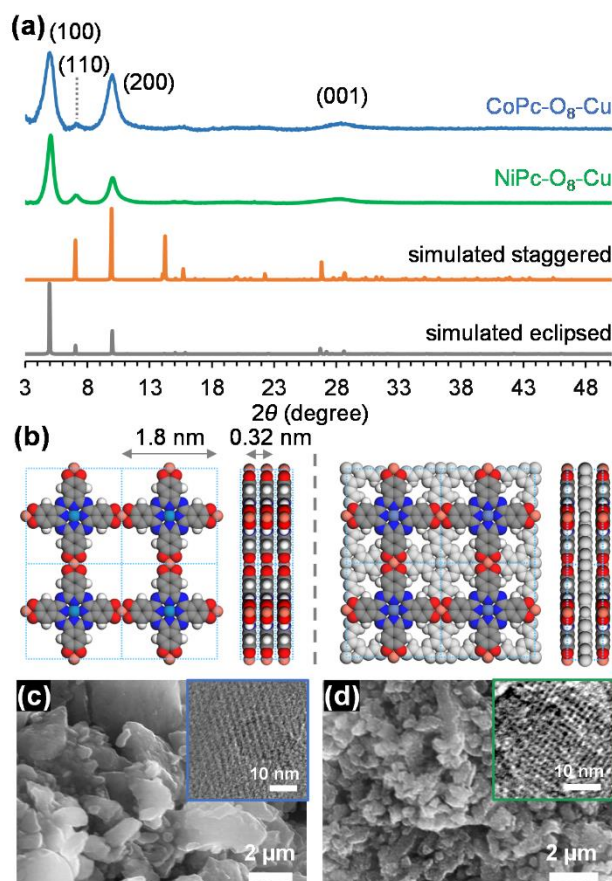 (a)
(100)
(110)
(200)
(001)
CoPc-O₈-Cu
NiPc-O₈-Cu
simulated staggered
simulated eclipsed
3 8 13 18 23 28 33 38 43 48
2θ (degree)
(b)
1.8 nm
0.32 nm
(c)
10 nm
2 µm
(d)
10 nm
2 µm